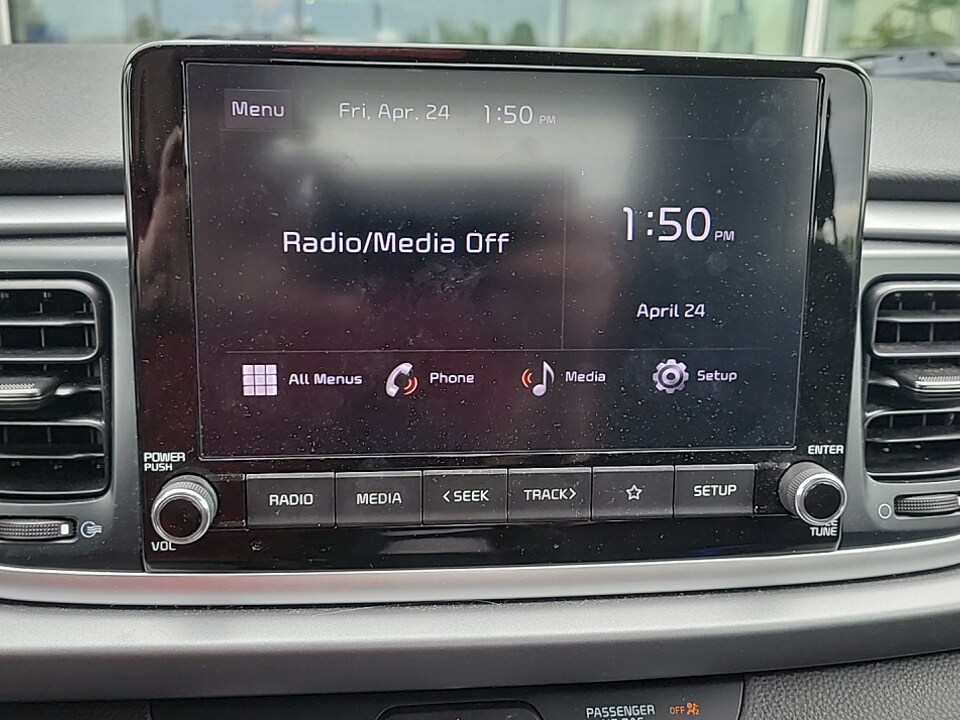 Menu Fri, Apr. 24 1:50 PM
Radio/Media Off
1:50 PM
April 24
All Menus Phone Media Setup
POWER
PUSH
ENTER
RADIO MEDIA <SEEK TRACK> ☆ SETUP
VOL
TUNE
PASSENGER OFF